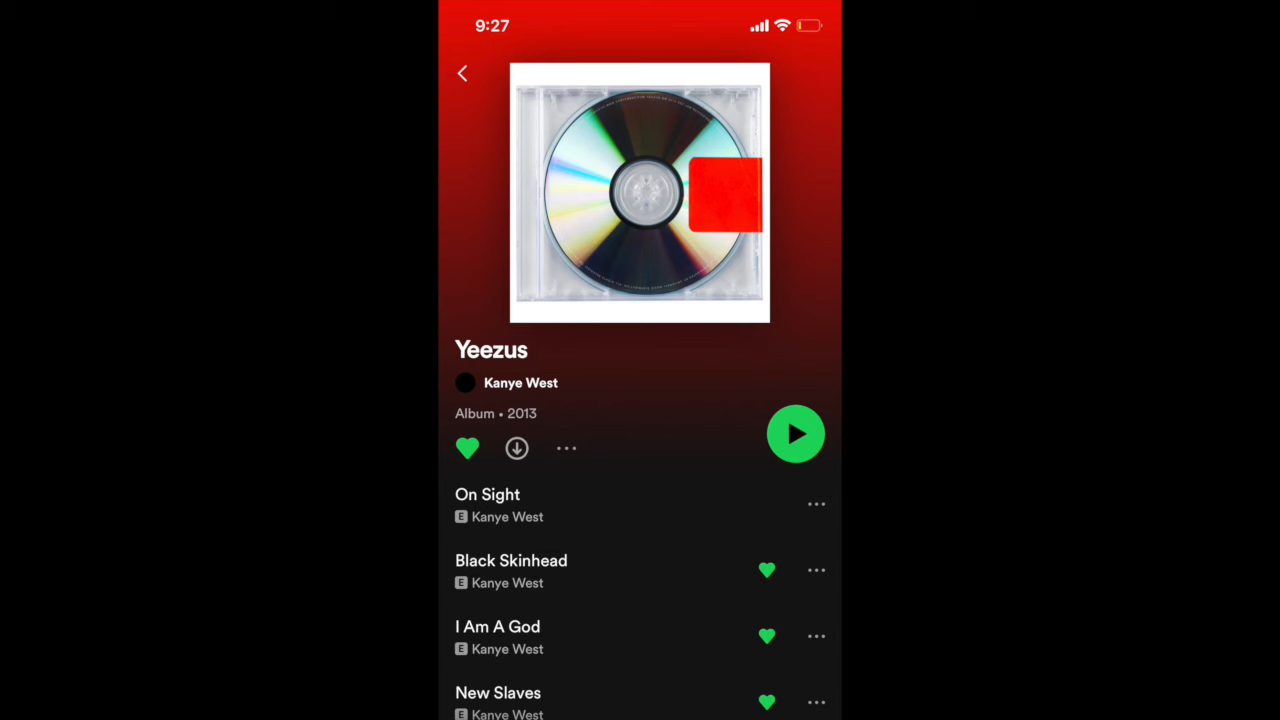 9:27
Yeezus
Kanye West
Album • 2013
On Sight
E Kanye West
Black Skinhead
E Kanye West
I Am A God
E Kanye West
New Slaves
E Kanye West